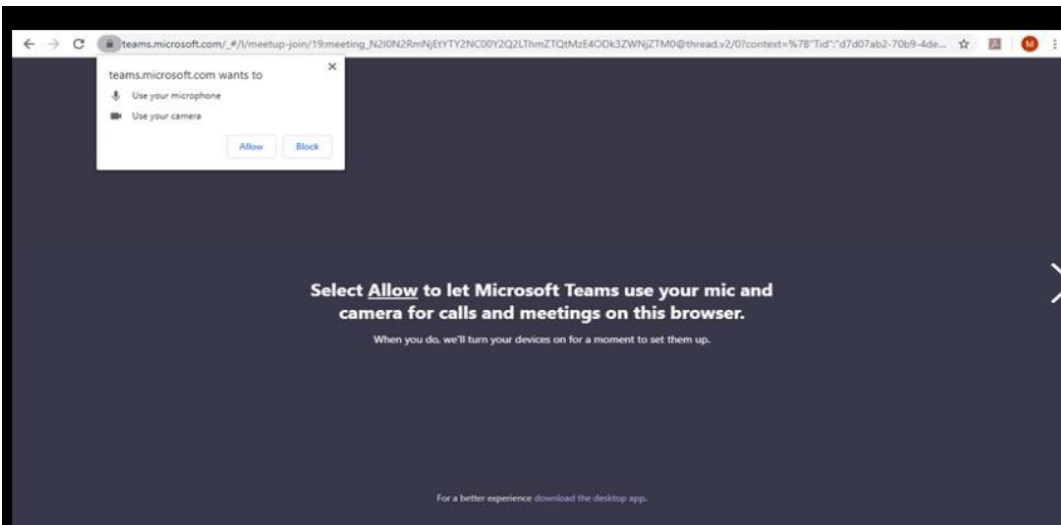 teams.microsoft.com/_#/l/meetup-join/19:meeting_N2I0N2RmNjEtYTY2NC00Y2Q2LThmZTQtMzE4ODk3ZWNjZTM0@thread.v2/0?context=%7B"Tid":"d7d07ab2-70b9-4de...
M
teams.microsoft.com wants to
Use your microphone
Use your camera
Allow Block
Select Allow to let Microsoft Teams use your mic and
camera for calls and meetings on this browser.
When you do, we'll turn your devices on for a moment to set them up.
For a better experience download the desktop app.